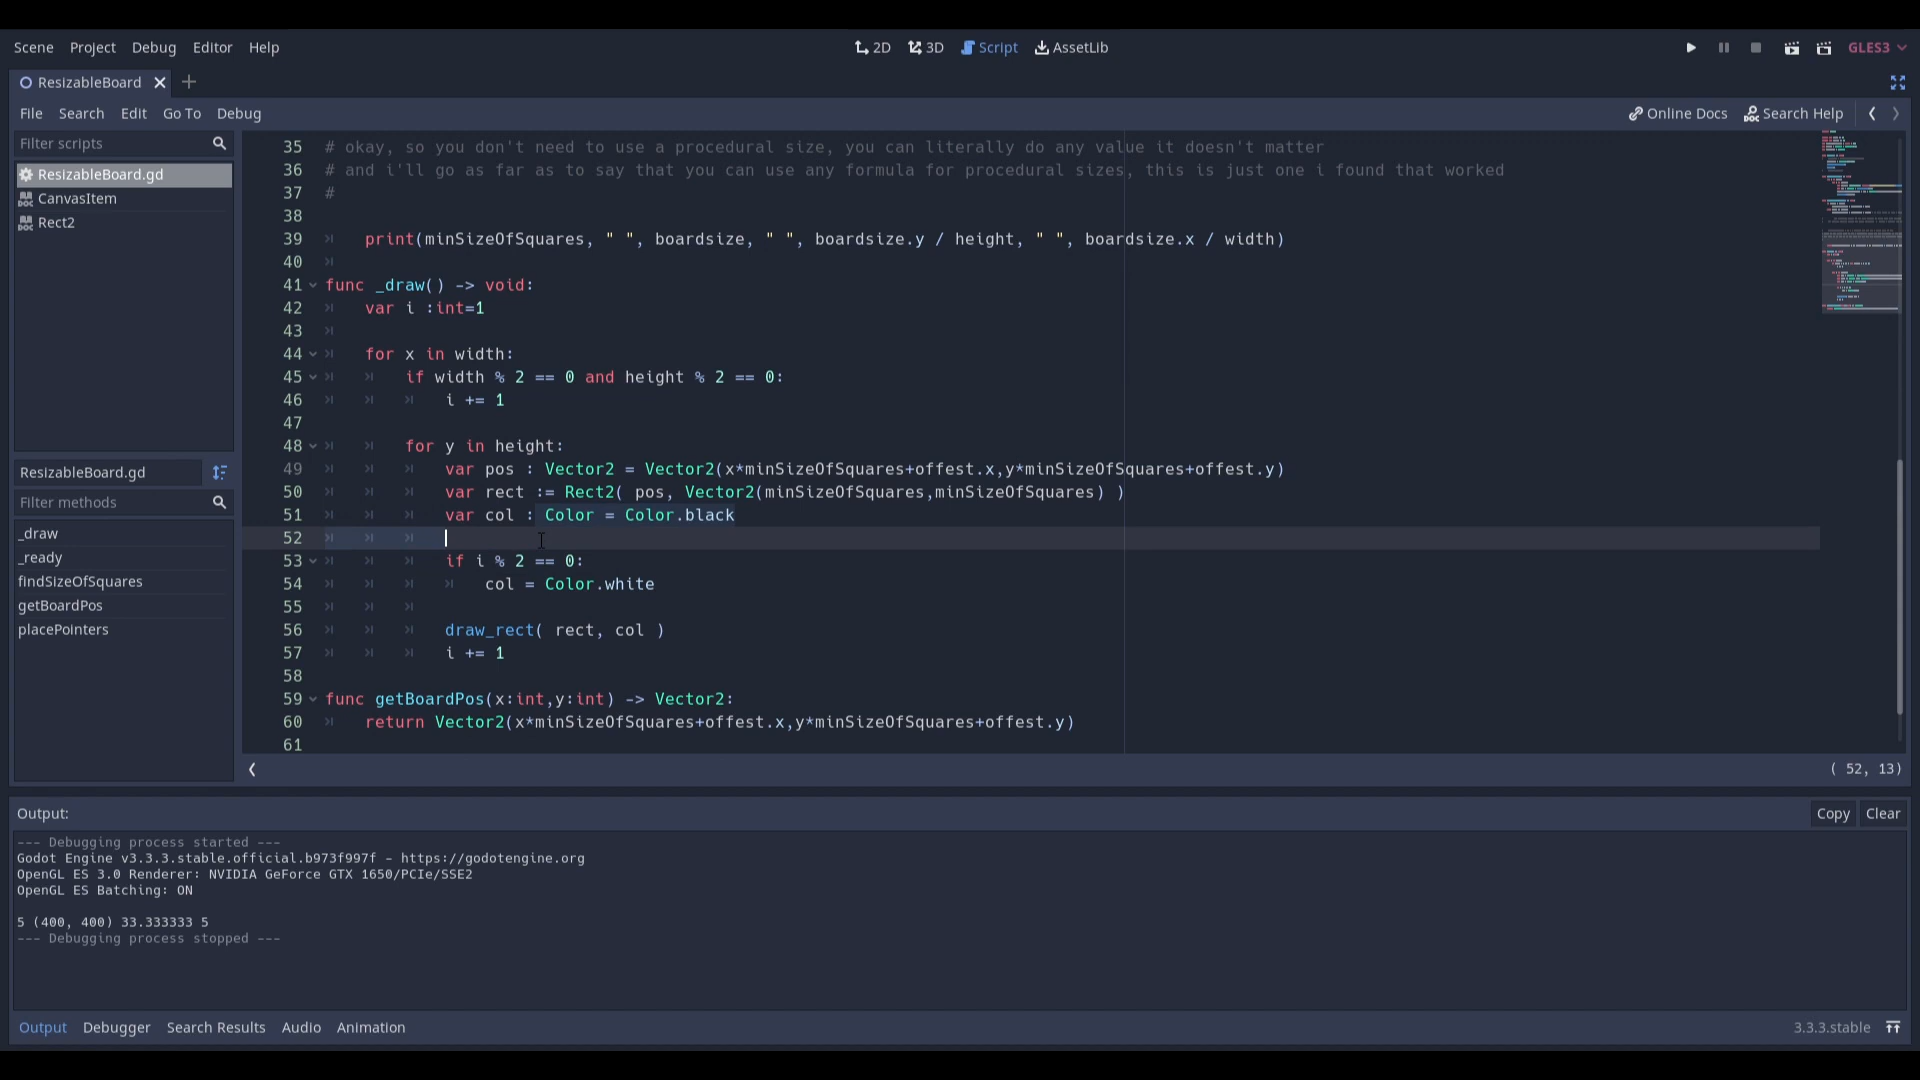 Scene Project Debug Editor Help 2D 3D Script AssetLib GLES3
ResizableBoard
File Search Edit Go To Debug Online Docs Search Help
Filter scripts
ResizableBoard.gd
CanvasItem
Rect2
ResizableBoard.gd
Filter methods
_draw
_ready
findSizeOfSquares
getBoardPos
placePointers
35 # okay, so you don't need to use a procedural size, you can literally do any value it doesn't matter
36 # and i'll go as far as to say that you can use any formula for procedural sizes, this is just one i found that worked
37 #
38
39 print(minSizeOfSquares, " ", boardsize, " ", boardsize.y / height, " ", boardsize.x / width)
40
41 func _draw() -> void:
42 var i :int=1
43
44 for x in width:
45 if width % 2 == 0 and height % 2 == 0:
46 i += 1
47
48 for y in height:
49 var pos : Vector2 = Vector2(x*minSizeOfSquares+offest.x,y*minSizeOfSquares+offest.y)
50 var rect := Rect2( pos, Vector2(minSizeOfSquares,minSizeOfSquares) )
51 var col : Color = Color.black
52
53 if i % 2 == 0:
54 col = Color.white
55
56 draw_rect( rect, col )
57 i += 1
58
59 func getBoardPos(x:int,y:int) -> Vector2:
60 return Vector2(x*minSizeOfSquares+offest.x,y*minSizeOfSquares+offest.y)
61
( 52, 13)
Output: Copy Clear
--- Debugging process started ---
Godot Engine v3.3.3.stable.official.b973f997f - https://godotengine.org
OpenGL ES 3.0 Renderer: NVIDIA GeForce GTX 1650/PCIe/SSE2
OpenGL ES Batching: ON
5 (400, 400) 33.333333 5
--- Debugging process stopped ---
Output Debugger Search Results Audio Animation 3.3.3.stable